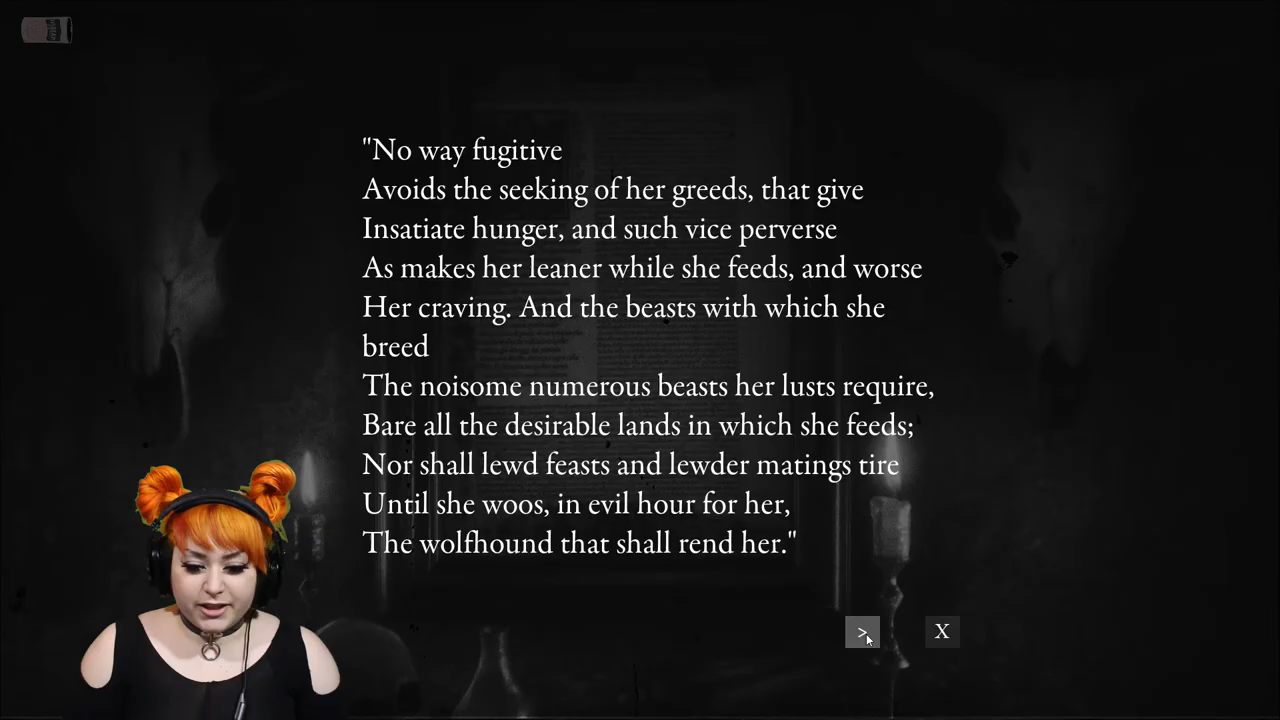 "No way fugitive
Avoids the seeking of her greeds, that give
Insatiate hunger, and such vice perverse
As makes her leaner while she feeds, and worse
Her craving. And the beasts with which she
breed
The noisome numerous beasts her lusts require,
Bare all the desirable lands in which she feeds;
Nor shall lewd feasts and lewder matings tire
Until she woos, in evil hour for her,
The wolfhound that shall rend her."
> X